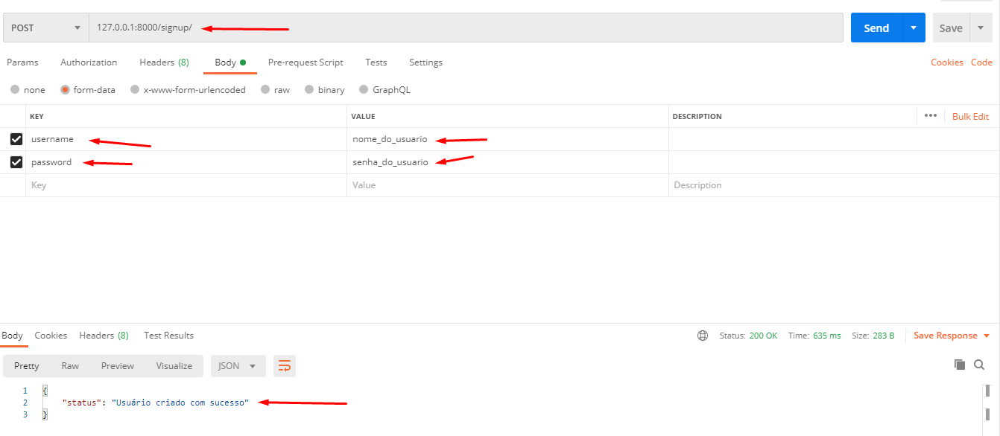 POST 127.0.0.1:8000/signup/ Send Save
Params Authorization Headers (8) Body Pre-request Script Tests Settings Cookies Code
none form-data x-www-form-urlencoded raw binary GraphQL
KEY VALUE DESCRIPTION ••• Bulk Edit
username nome_do_usuario
password senha_do_usuario
Key Value Description
Body Cookies Headers (8) Test Results Status: 200 OK Time: 635 ms Size: 283 B Save Response
Pretty Raw Preview Visualize JSON
1 {
2 "status": "Usuário criado com sucesso"
3 }